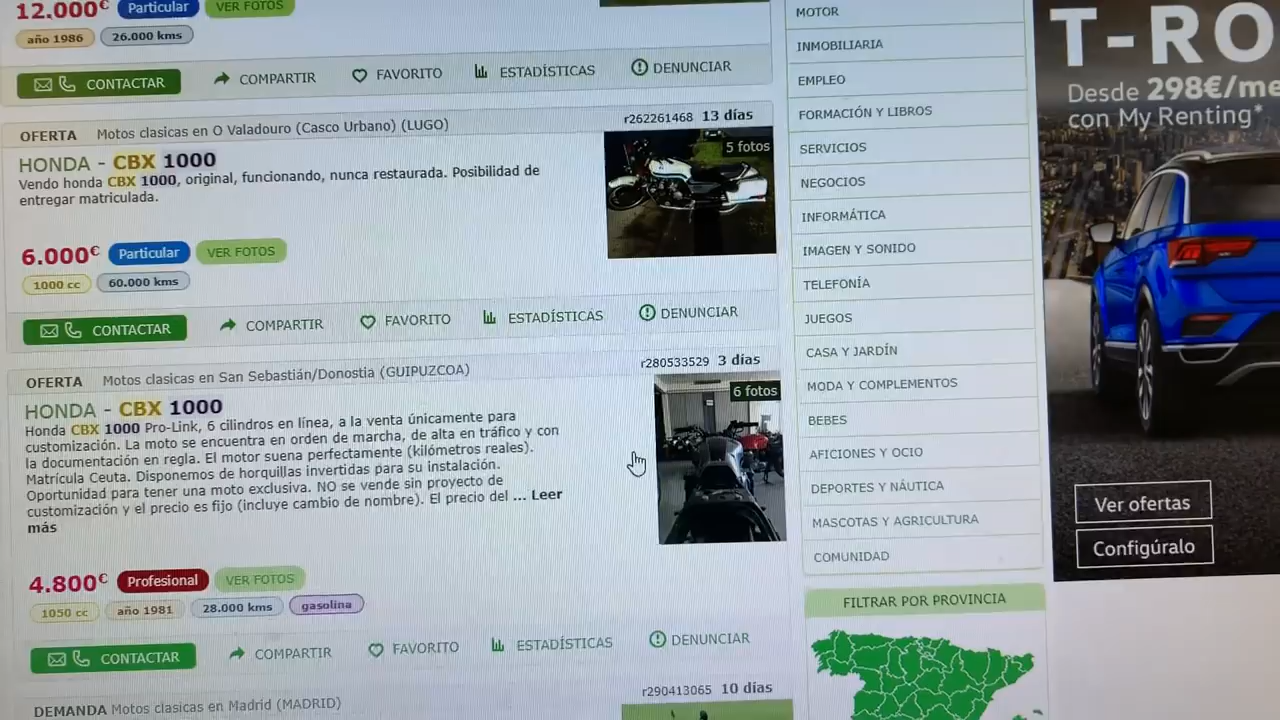 12.000€ Particular VER FOTOS
año 1986 26.000 kms
CONTACTAR COMPARTIR FAVORITO ESTADÍSTICAS DENUNCIAR
OFERTA Motos clasicas en O Valadouro (Casco Urbano) (LUGO) r262261468 13 días
HONDA - CBX 1000
5 fotos
Vendo honda CBX 1000, original, funcionando, nunca restaurada. Posibilidad de
entregar matriculada.
6.000€ Particular VER FOTOS
1000 cc 60.000 kms
CONTACTAR COMPARTIR FAVORITO ESTADÍSTICAS DENUNCIAR
OFERTA Motos clasicas en San Sebastián/Donostia (GUIPUZCOA) r280533529 3 días
HONDA - CBX 1000
6 fotos
Honda CBX 1000 Pro-Link, 6 cilindros en línea, a la venta únicamente para
customización. La moto se encuentra en orden de marcha, de alta en tráfico y con
la documentación en regla. El motor suena perfectamente (kilómetros reales).
Matrícula Ceuta. Disponemos de horquillas invertidas para su instalación.
Oportunidad para tener una moto exclusiva. NO se vende sin proyecto de
customización y el precio es fijo (incluye cambio de nombre). El precio del ... Leer
más
4.800€ Profesional VER FOTOS
1050 cc año 1981 28.000 kms gasolina
CONTACTAR COMPARTIR FAVORITO ESTADÍSTICAS DENUNCIAR
DEMANDA Motos clasicas en Madrid (MADRID) r290413065 10 días
MOTOR
INMOBILIARIA
EMPLEO
FORMACIÓN Y LIBROS
SERVICIOS
NEGOCIOS
INFORMÁTICA
IMAGEN Y SONIDO
TELEFONÍA
JUEGOS
CASA Y JARDÍN
MODA Y COMPLEMENTOS
BEBES
AFICIONES Y OCIO
DEPORTES Y NÁUTICA
MASCOTAS Y AGRICULTURA
COMUNIDAD
FILTRAR POR PROVINCIA
T-RO
Desde 298€/me
con My Renting*
Ver ofertas
Configúralo